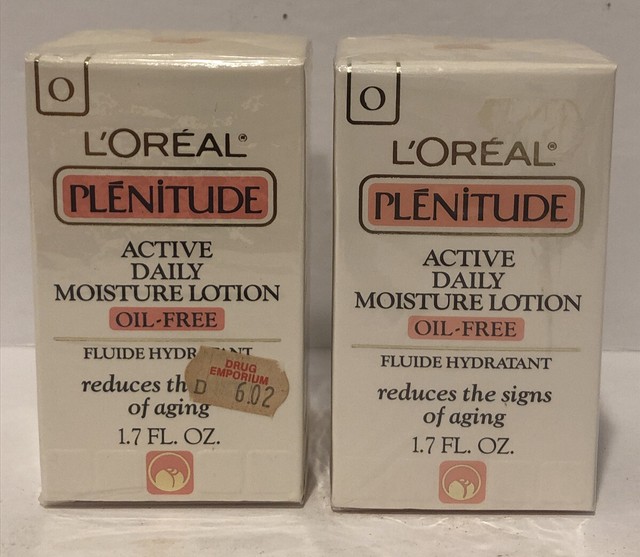 O
L'ORÉAL®
PLÉNiTUDE
ACTIVE
DAILY
MOISTURE LOTION
OIL-FREE
FLUIDE HYDRATANT
reduces th
of aging
1.7 FL. OZ.
DRUG
EMPORIUM
D 6.02
O
L'ORÉAL®
PLÉNiTUDE
ACTIVE
DAILY
MOISTURE LOTION
OIL-FREE
FLUIDE HYDRATANT
reduces the signs
of aging
1.7 FL. OZ.